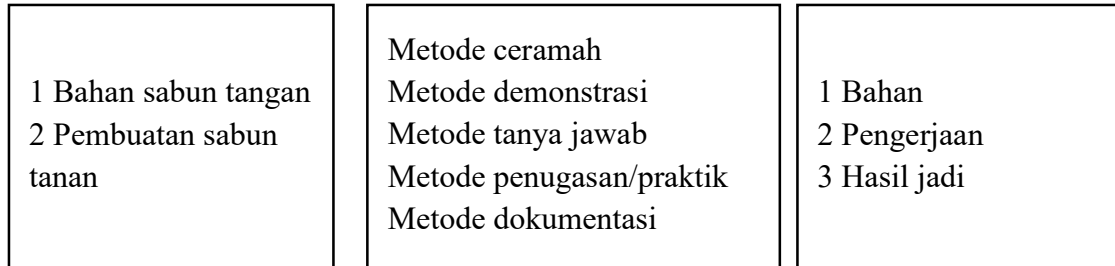 1 Bahan sabun tangan
2 Pembuatan sabun
tanan
Metode ceramah
Metode demonstrasi
Metode tanya jawab
Metode penugasan/praktik
Metode dokumentasi
1 Bahan
2 Pengerjaan
3 Hasil jadi